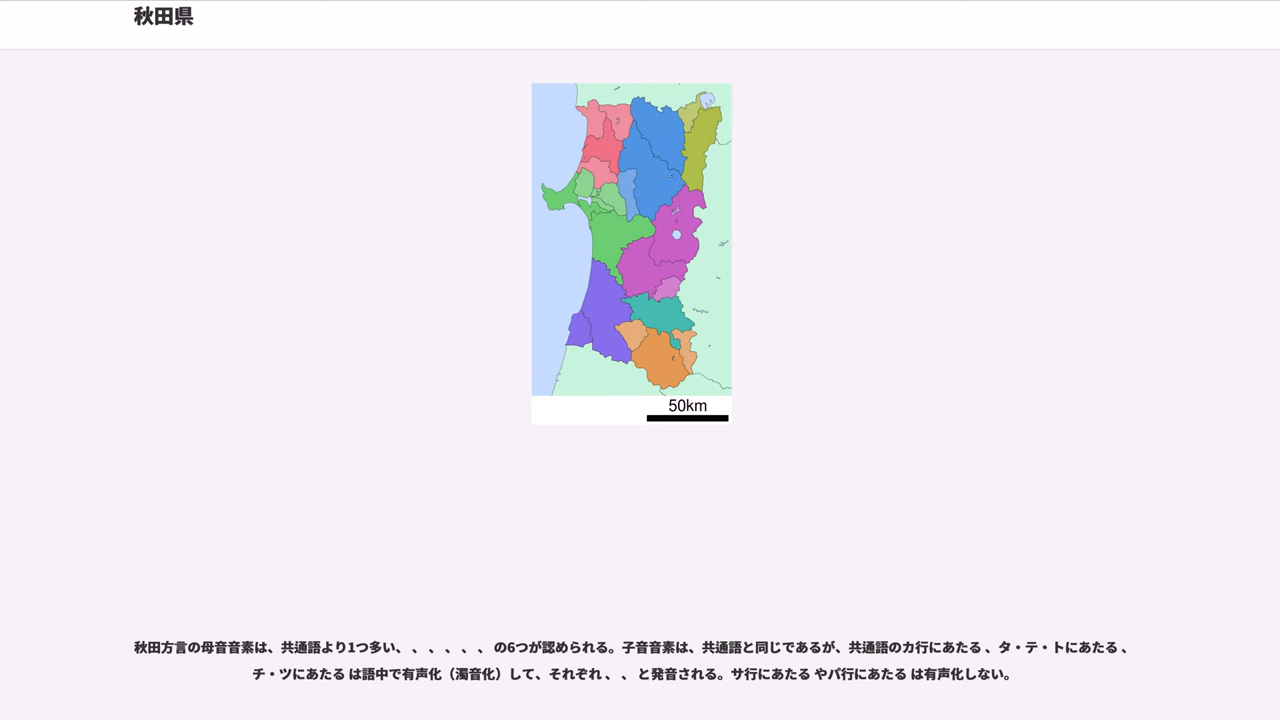 秋田県
50km
秋田方言の母音音素は、共通語より1つ多い、 、 、 、 、 、 の6つが認められる。子音音素は、共通語と同じであるが、共通語のカ行にあたる 、タ・テ・トにあたる 、
チ・ツにあたる は語中で有声化（濁音化）して、それぞれ 、 、 と発音される。サ行にあたる やパ行にあたる は有声化しない。